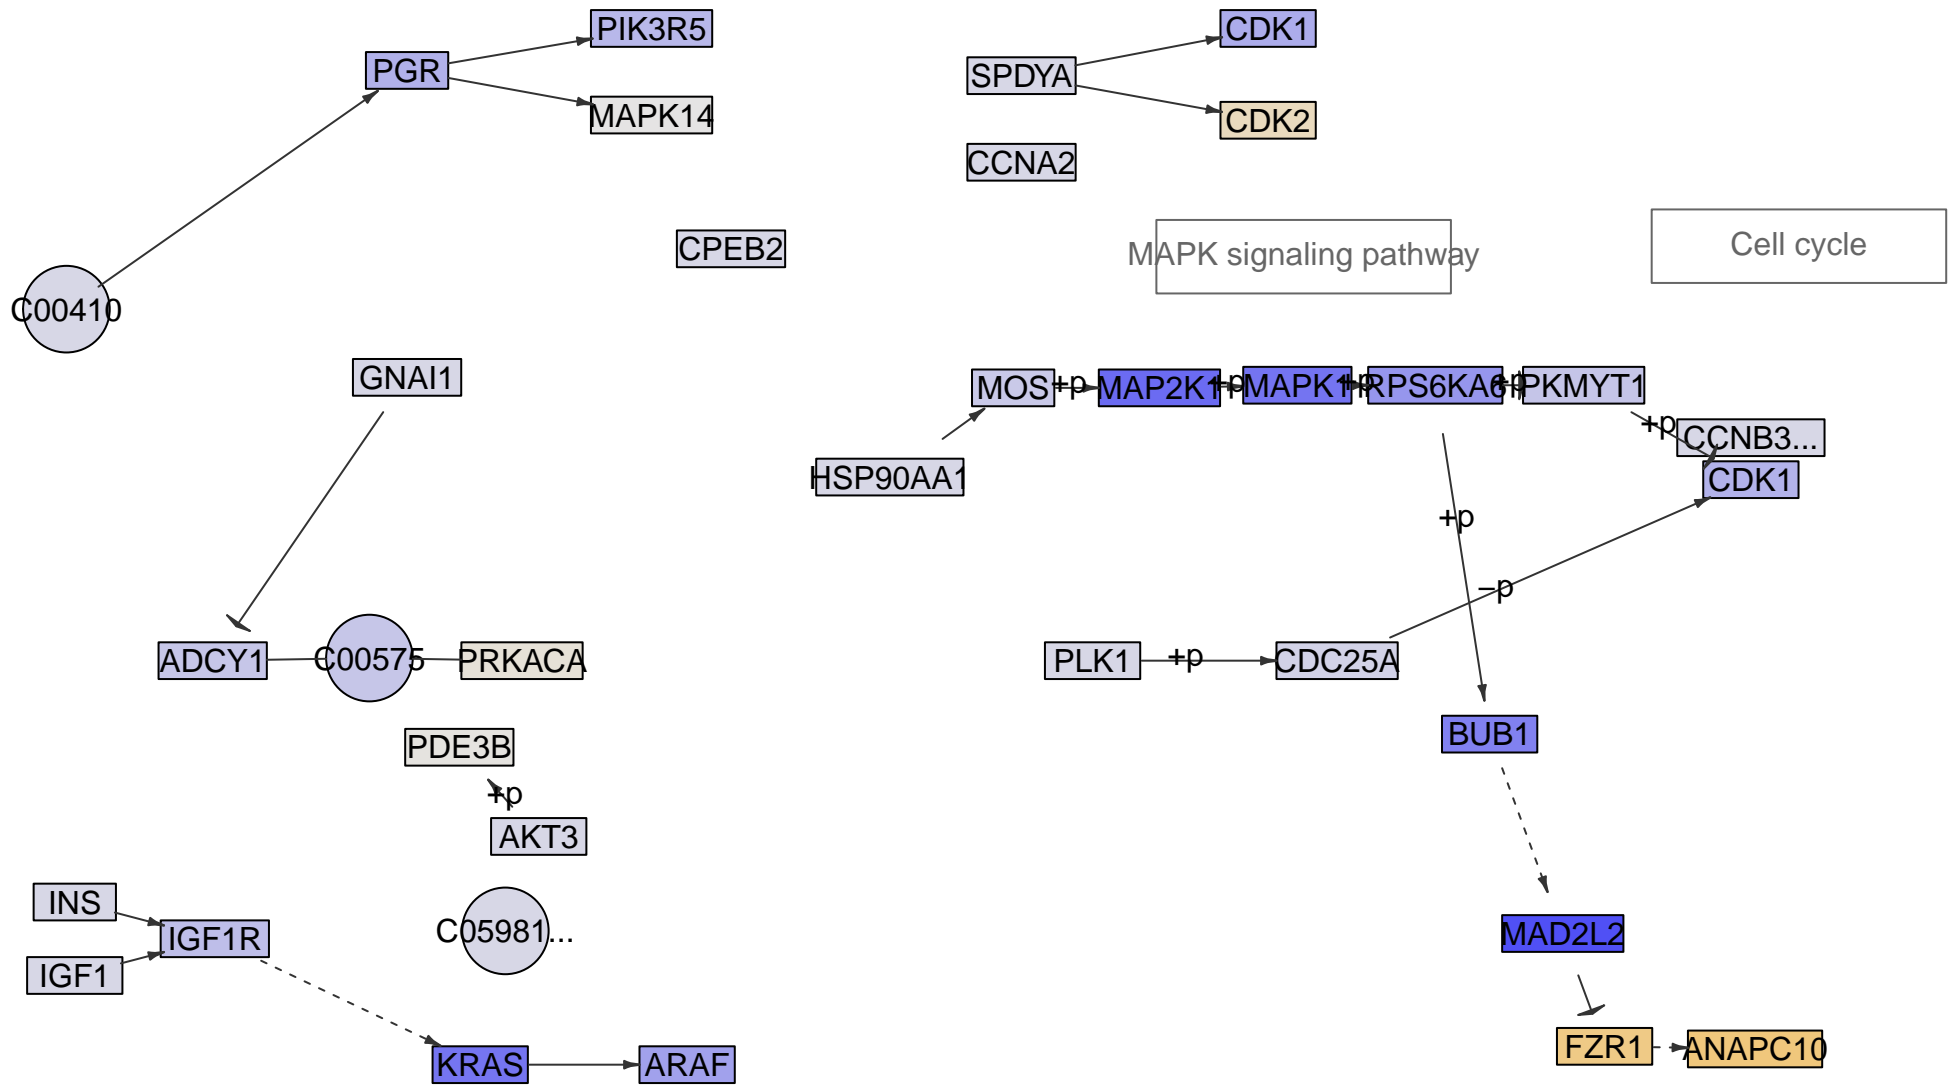 PIK3R5
CDK1
PGR
SPDYA
MAPK14
CDK2
CCNA2
CPEB2
MAPK signaling pathway
Cell cycle
C00410
GNAI1
MOS
+p
MAP2K1
+p
MAPK1
+p
RPS6KA6
+p
PKMYT1
+p
CCNB3...
HSP90AA1
CDK1
+p
–p
ADCY1
C00575
PRKACA
PLK1
+p
CDC25A
BUB1
PDE3B
+p
AKT3
INS
IGF1R
C05981...
MAD2L2
IGF1
FZR1
ANAPC10
KRAS
ARAF